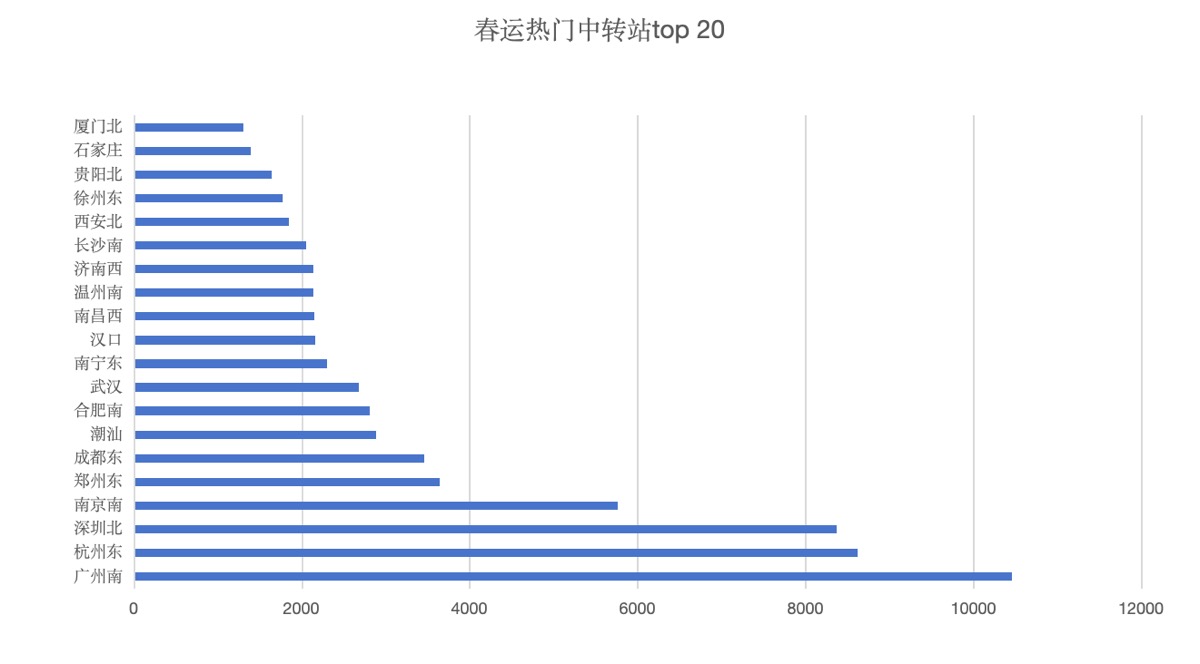 春运热门中转站top 20
厦门北
石家庄
贵阳北
徐州东
西安北
长沙南
济南西
温州南
南昌西
汉口
南宁东
武汉
合肥南
潮汕
成都东
郑州东
南京南
深圳北
杭州东
广州南
0 2000 4000 6000 8000 10000 12000